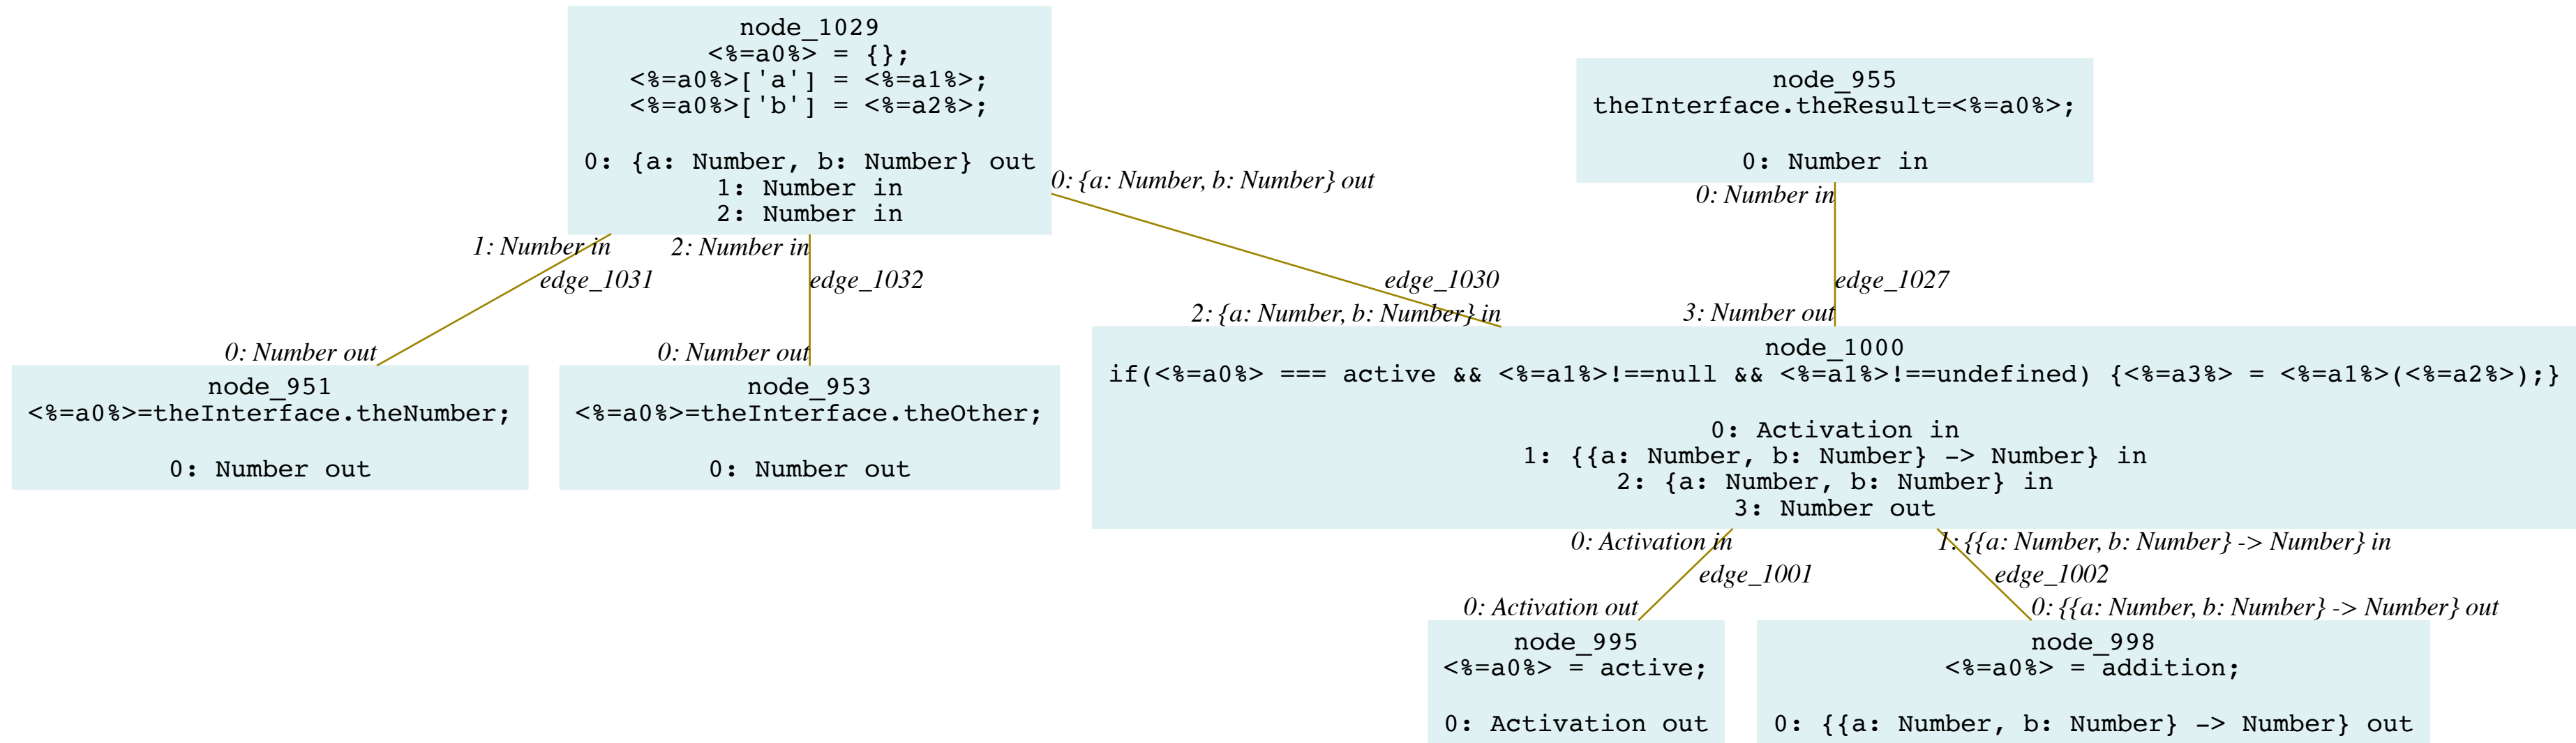 node_1029
<%=a0%> = {};
<%=a0%>['a'] = <%=a1%>;
<%=a0%>['b'] = <%=a2%>;
0: {a: Number, b: Number} out
1: Number in
2: Number in
node_955
theInterface.theResult=<%=a0%>;
0: Number in
0: {a: Number, b: Number} out
0: Number in
1: Number in
2: Number in
edge_1031
edge_1032
edge_1030
edge_1027
0: Number out
0: Number out
2: {a: Number, b: Number} in
3: Number out
node_951
<%=a0%>=theInterface.theNumber;
0: Number out
node_953
<%=a0%>=theInterface.theOther;
0: Number out
node_1000
if(<%=a0%> === active && <%=a1%>!==null && <%=a1%>!==undefined) {<%=a3%> = <%=a1%>(<%=a2%>);}
0: Activation in
1: {{a: Number, b: Number} -> Number} in
2: {a: Number, b: Number} in
3: Number out
0: Activation in
1: {{a: Number, b: Number} -> Number} in
edge_1001
edge_1002
0: Activation out
0: {{a: Number, b: Number} -> Number} out
node_995
<%=a0%> = active;
0: Activation out
node_998
<%=a0%> = addition;
0: {{a: Number, b: Number} -> Number} out